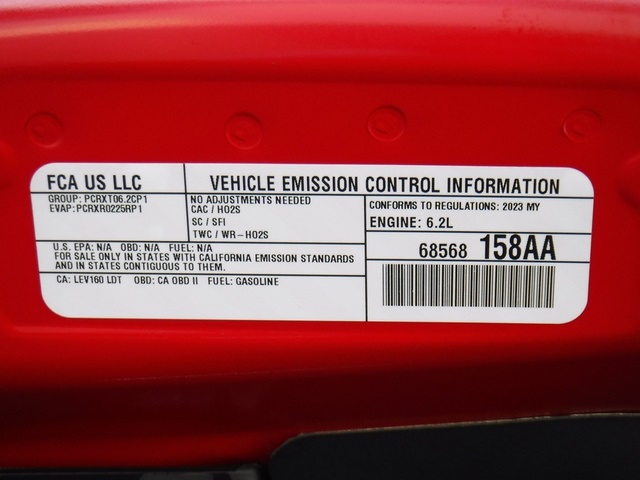 FCA US LLC
VEHICLE EMISSION CONTROL INFORMATION
GROUP: PCRXT06.2CP1
EVAP: PCRXR0225RP1
NO ADJUSTMENTS NEEDED
CAC / HO2S
SC / SFI
TWC / WR-HO2S
CONFORMS TO REGULATIONS: 2023 MY
ENGINE: 6.2L
U.S. EPA: N/A OBD: N/A FUEL: N/A
FOR SALE ONLY IN STATES WITH CALIFORNIA EMISSION STANDARDS
AND IN STATES CONTIGUOUS TO THEM.
68568 158AA
CA: LEV160 LDT OBD: CA OBD II FUEL: GASOLINE